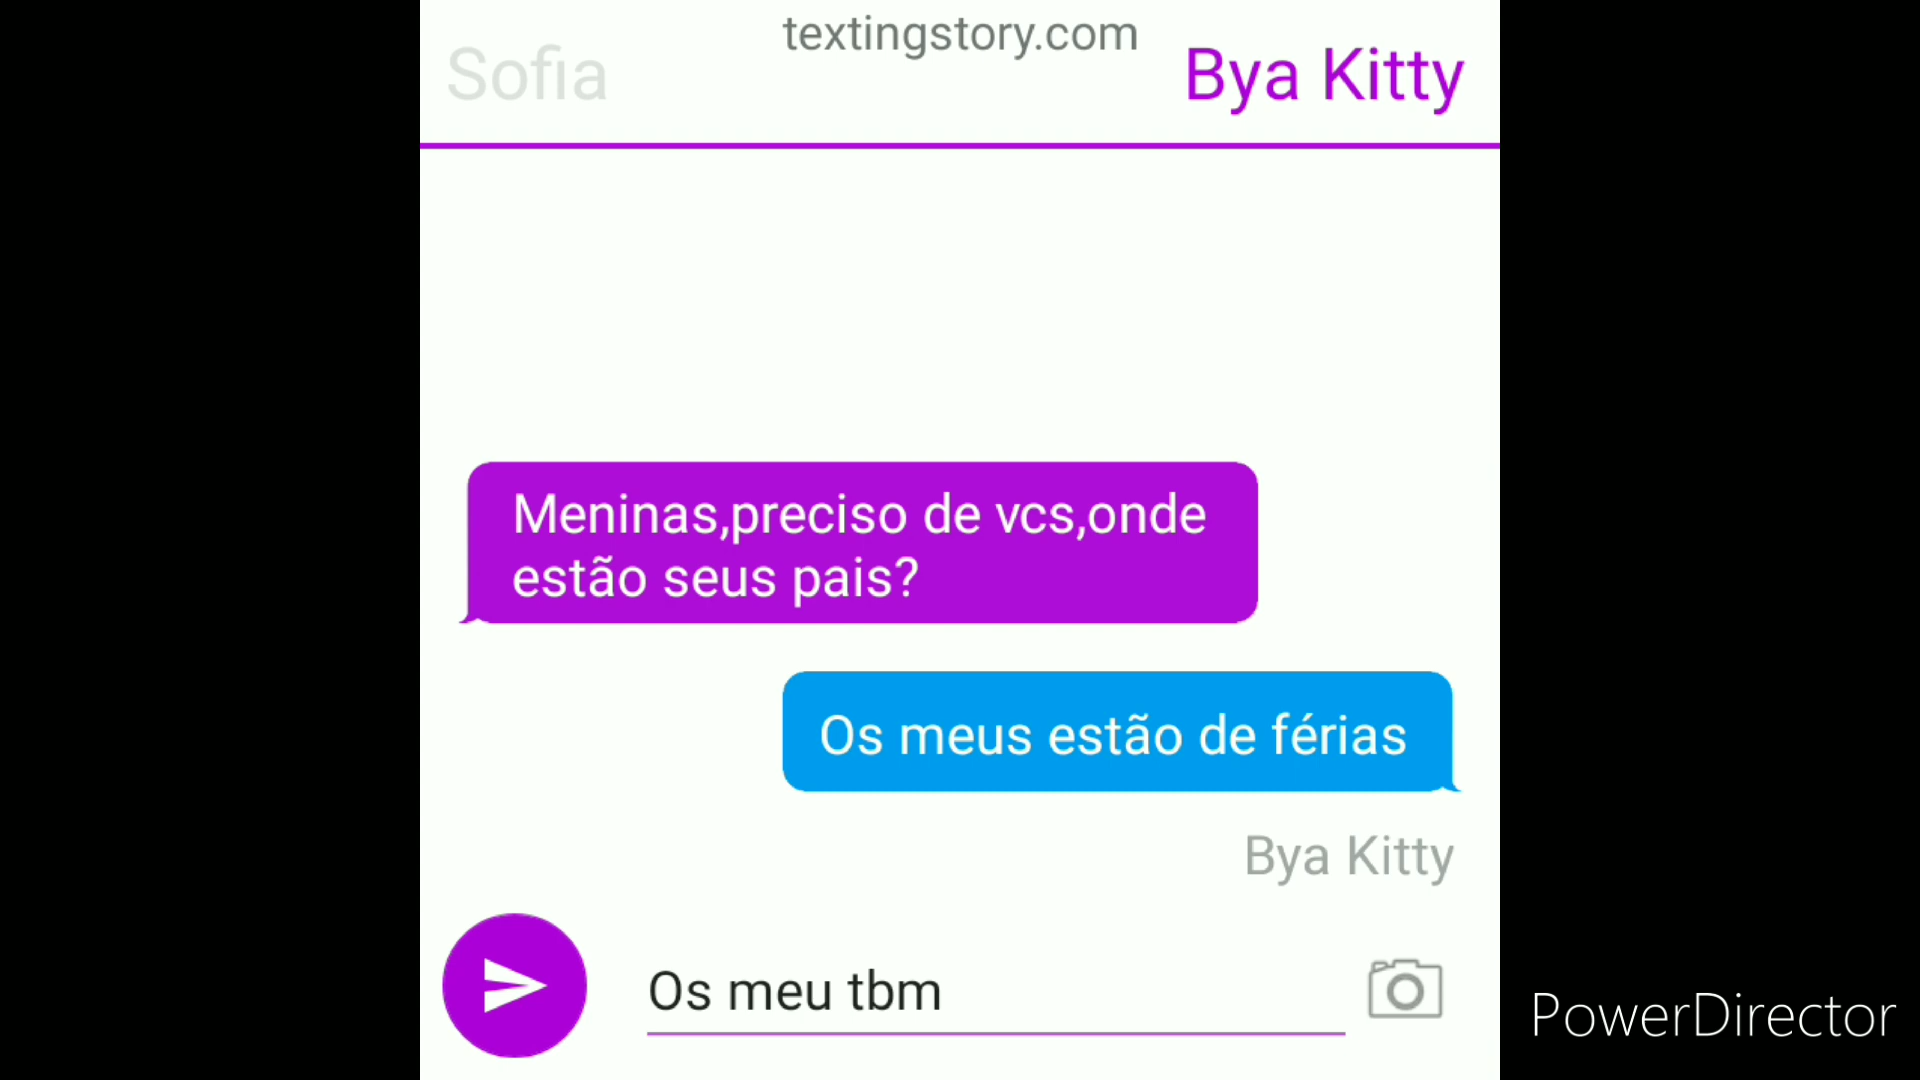 textingstory.com
Sofia
Bya Kitty
Meninas,preciso de vcs,onde
estão seus pais?
Os meus estão de férias
Bya Kitty
Os meu tbm
PowerDirector